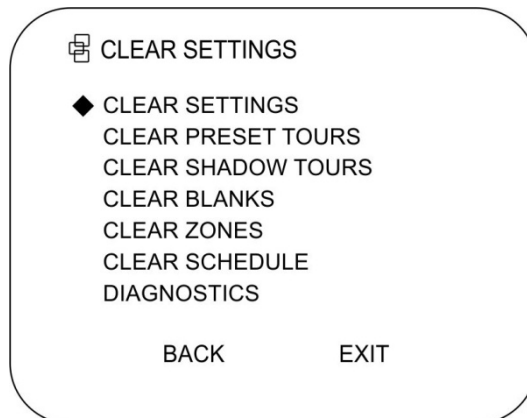 CLEAR SETTINGS
CLEAR SETTINGS
CLEAR PRESET TOURS
CLEAR SHADOW TOURS
CLEAR BLANKS
CLEAR ZONES
CLEAR SCHEDULE
DIAGNOSTICS
BACK EXIT